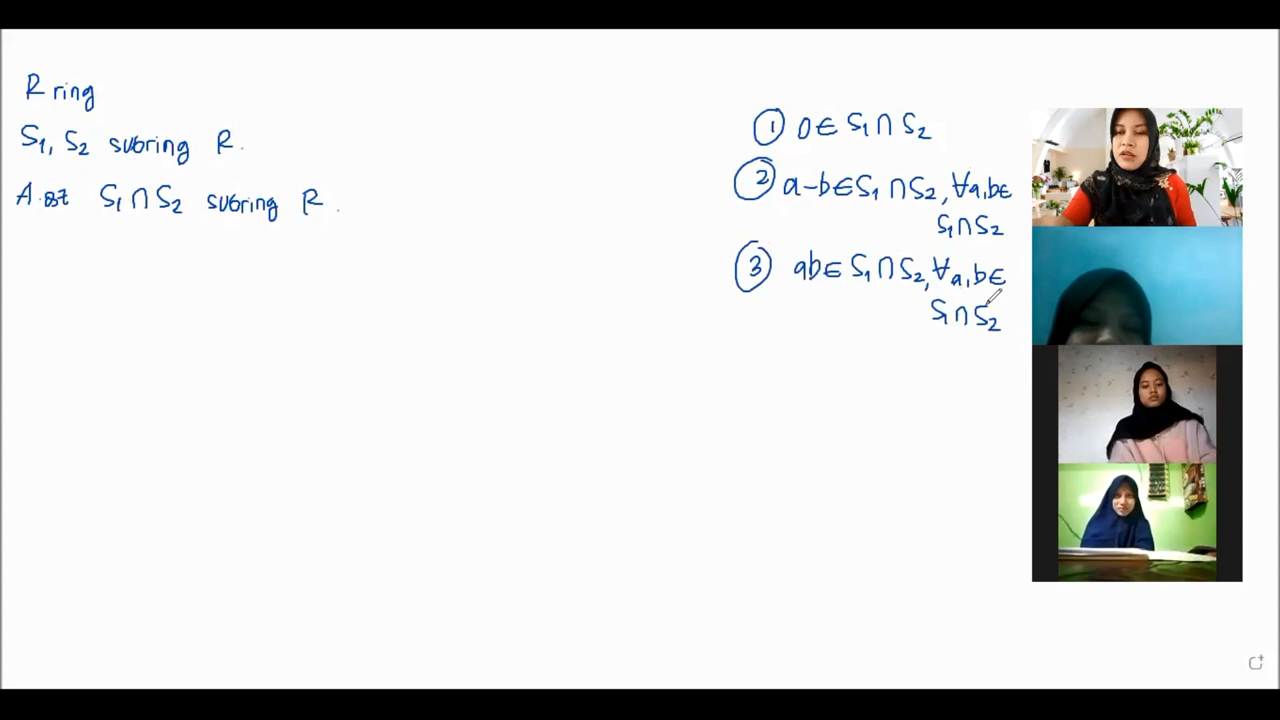 R ring
S₁, S₂ subring R.
A. S₁ ∩ S₂ subring R.
① 0 ∈ S₁ ∩ S₂
② a-b ∈ S₁ ∩ S₂, ∀a,b ∈
S₁ ∩ S₂
③ ab ∈ S₁ ∩ S₂, ∀a,b ∈
S₁ ∩ S₂